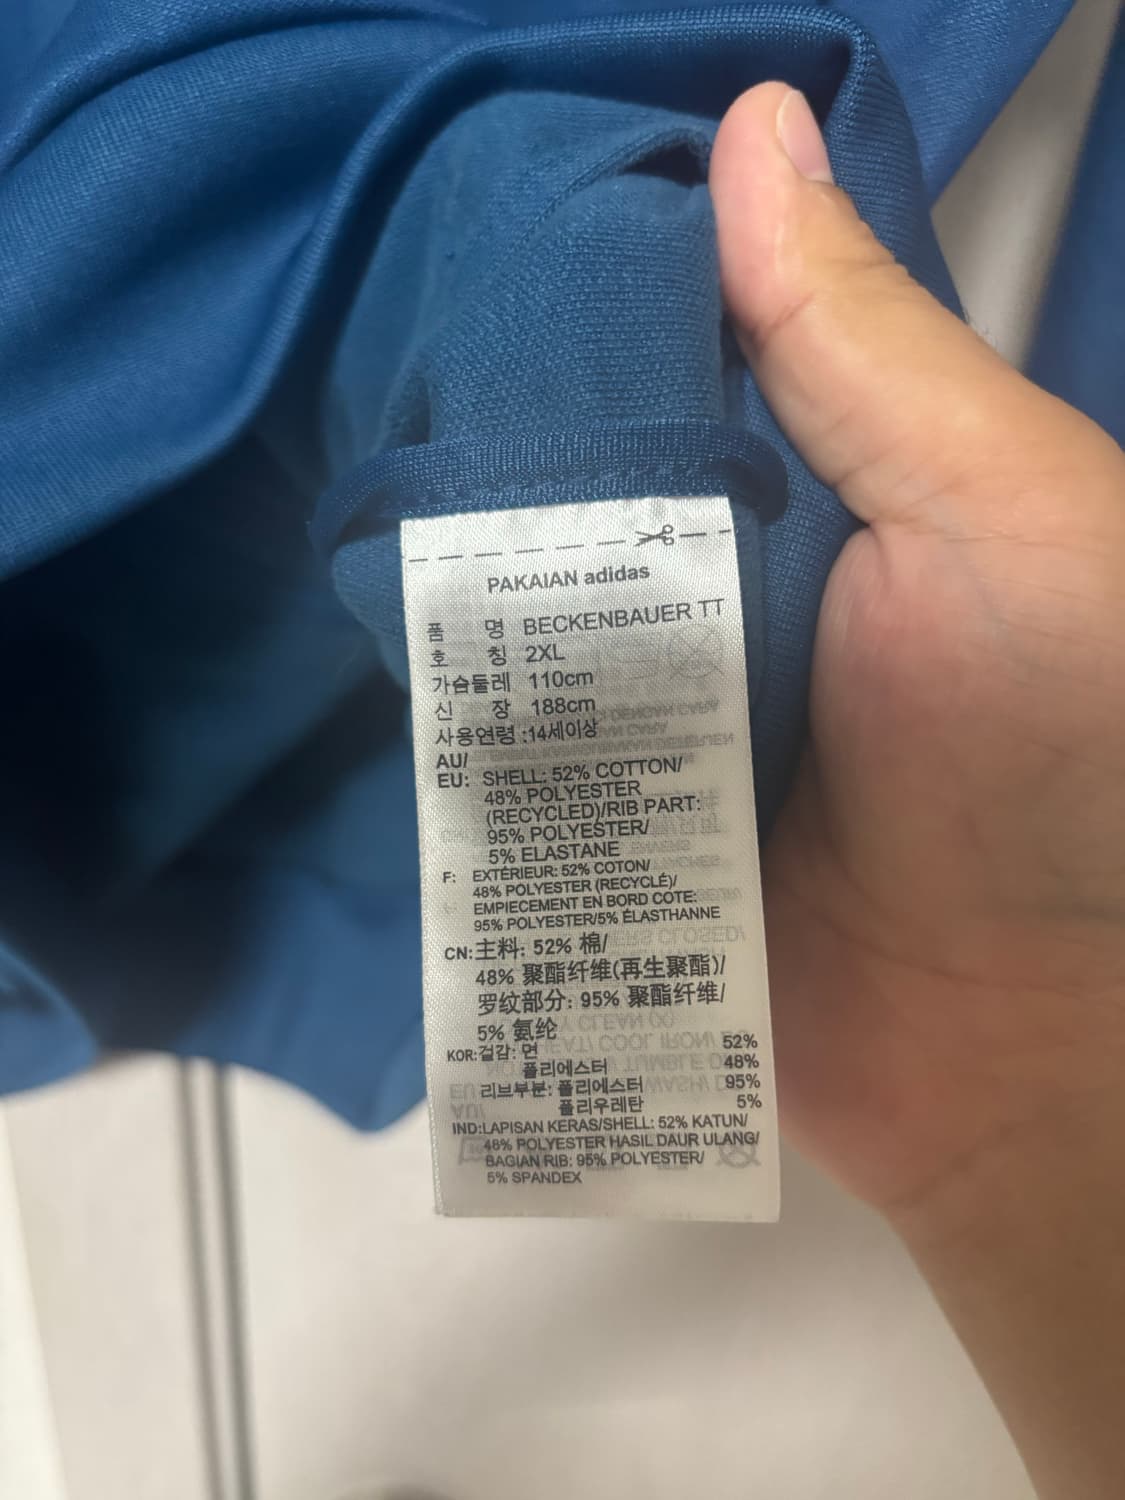 PAKAIAN adidas
품 명 BECKENBAUER TT
호 칭 2XL
가슴둘레 110cm
신 장 188cm
사용연령 :14세이상
AU/
EU: SHELL: 52% COTTON/
48% POLYESTER
(RECYCLED)/RIB PART:
95% POLYESTER/
5% ELASTANE
F: EXTÉRIEUR: 52% COTON/
48% POLYESTER (RECYCLÉ)/
EMPIECEMENT EN BORD COTE:
95% POLYESTER/5% ÉLASTHANNE
CN: 主料: 52% 棉/
48% 聚酯纤维(再生聚酯)/
罗纹部分: 95% 聚酯纤维/
5% 氨纶
KOR: 겉감: 면 52%
폴리에스터 48%
리브부분: 폴리에스터 95%
폴리우레탄 5%
IND: LAPISAN KERAS/SHELL: 52% KATUN/
48% POLYESTER HASIL DAUR ULANG/
BAGIAN RIB: 95% POLYESTER/
5% SPANDEX